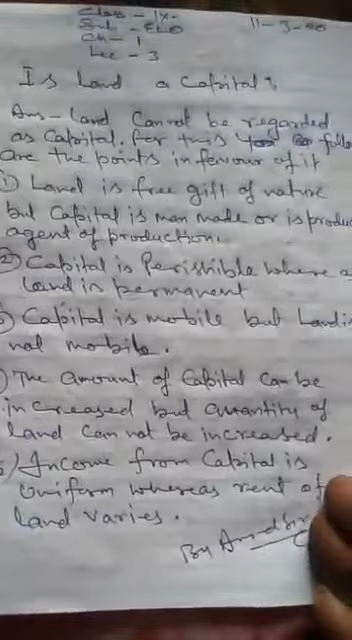 Class - IX.
Sub - ECO
Ch - 1
Lec - 3
11-3-20
Is Land a Capital?
Ans - Land Cannot be regarded
as Capital. For this follo
are the points in favour of it
1) Land is free gift of nature
but Capital is man made or is produc
agent of production.
2) Capital is Perishible where as
land is permanent
3) Capital is mobile but Land is
not mobile.
) The amount of Capital can be
increased but quantity of
land can not be increased.
5) Income from Capital is
Uniform whereas rent of
land varies.
By